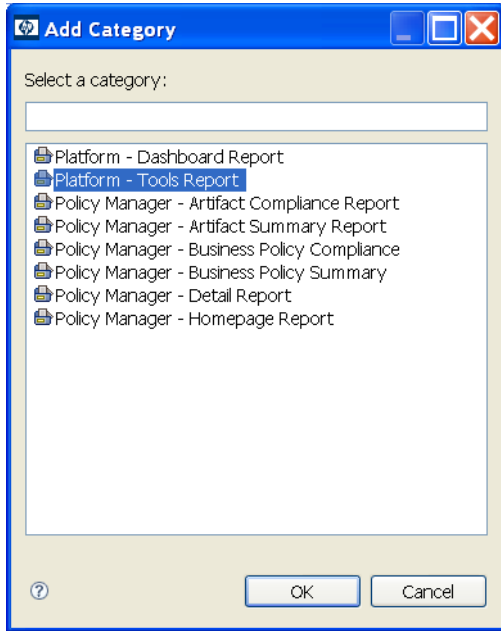 Add Category
Select a category:
Platform - Dashboard Report
Platform - Tools Report
Policy Manager - Artifact Compliance Report
Policy Manager - Artifact Summary Report
Policy Manager - Business Policy Compliance
Policy Manager - Business Policy Summary
Policy Manager - Detail Report
Policy Manager - Homepage Report
? OK Cancel